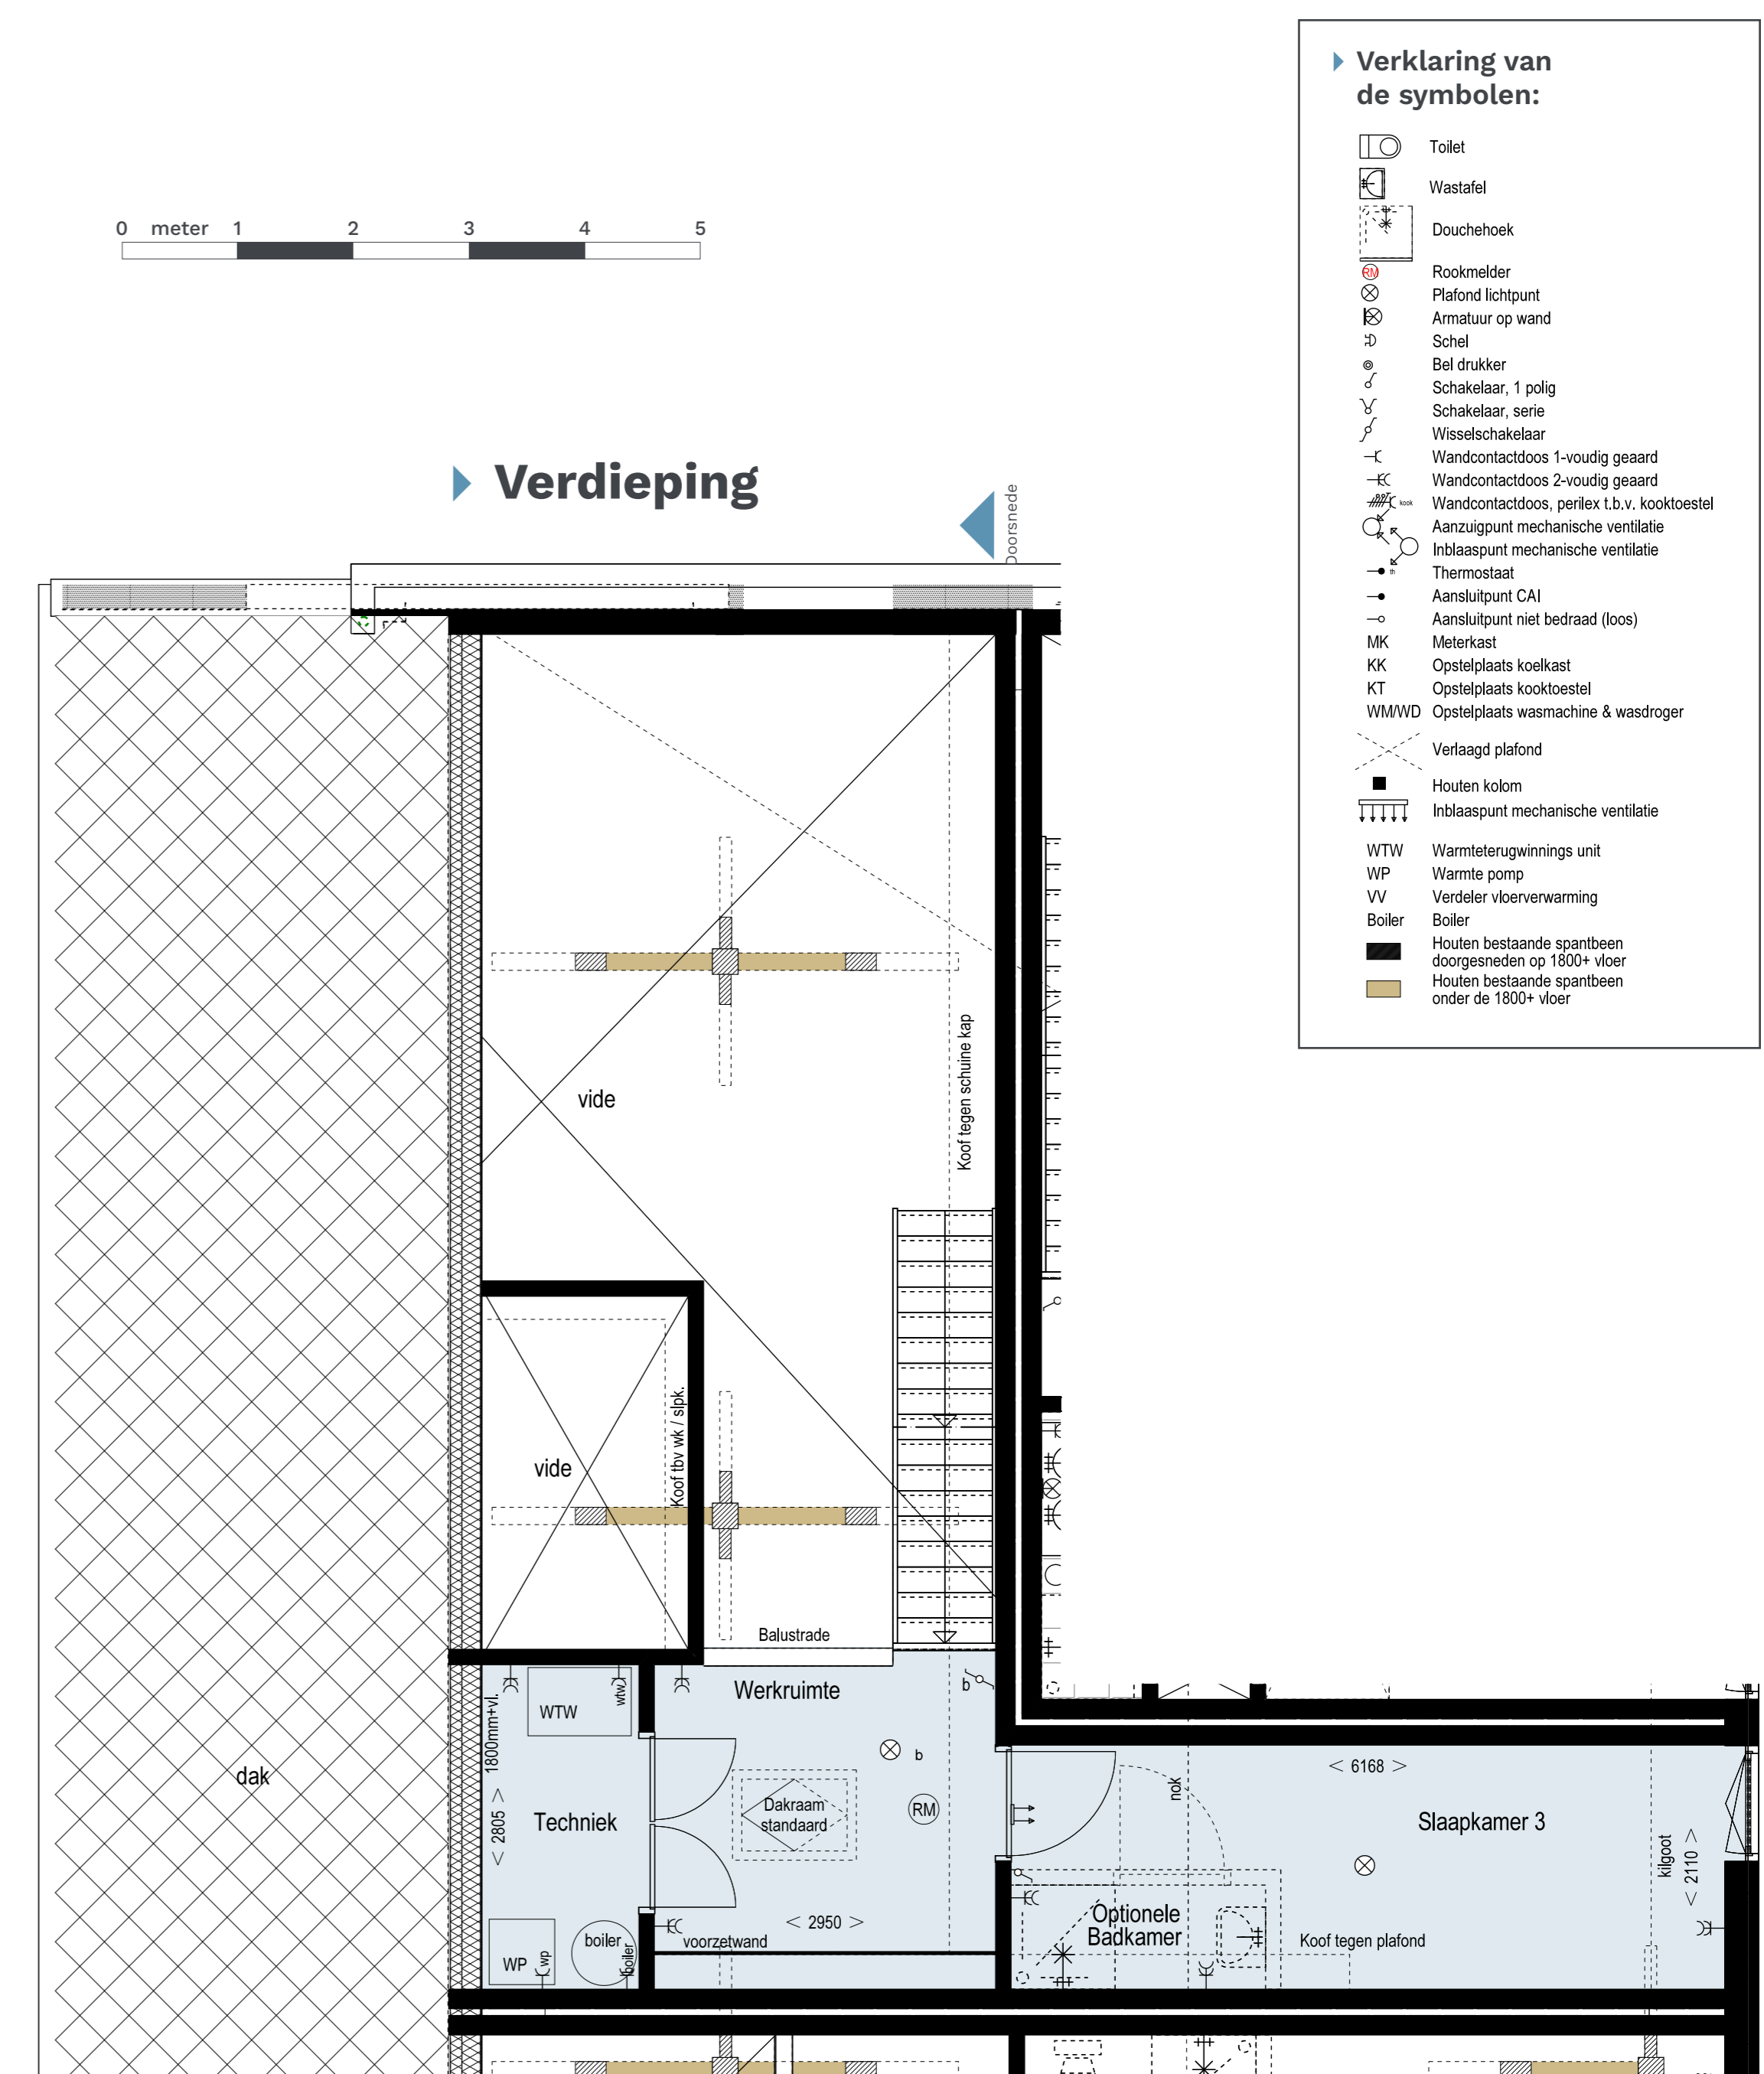 Verklaring van
de symbolen:
Toilet
Wastafel
Douchehoek
RM Rookmelder
Plafond lichtpunt
Armatuur op wand
Schel
Bel drukker
Schakelaar, 1 polig
Schakelaar, serie
Wisselschakelaar
Wandcontactdoos 1-voudig geaard
Wandcontactdoos 2-voudig geaard
kook Wandcontactdoos, perilex t.b.v. kooktoestel
Aanzuigpunt mechanische ventilatie
Inblaaspunt mechanische ventilatie
th Thermostaat
Aansluitpunt CAI
Aansluitpunt niet bedraad (loos)
MK Meterkast
KK Opstelplaats koelkast
KT Opstelplaats kooktoestel
WM/WD Opstelplaats wasmachine & wasdroger
Verlaagd plafond
Houten kolom
Inblaaspunt mechanische ventilatie
WTW Warmteterugwinnings unit
WP Warmte pomp
VV Verdeler vloerverwarming
Boiler Boiler
Houten bestaande spantbeen
doorgesneden op 1800+ vloer
Houten bestaande spantbeen
onder de 1800+ vloer
0 meter 1 2 3 4 5
Verdieping
Doorsnede
vide
Koof tegen schuine kap
vide
Koof tbv wk / slpk.
Balustrade
Werkruimte
b
WTW
wtw
1800mm+vl.
b
dak
< 2805 >
Techniek
Dakraam
standaard
RM
< 6168 >
nok
Slaapkamer 3
kilgoot
< 2110 >
< 2950 >
voorzetwand
boiler
boiler
WP
wp
Optionele
Badkamer
Koof tegen plafond